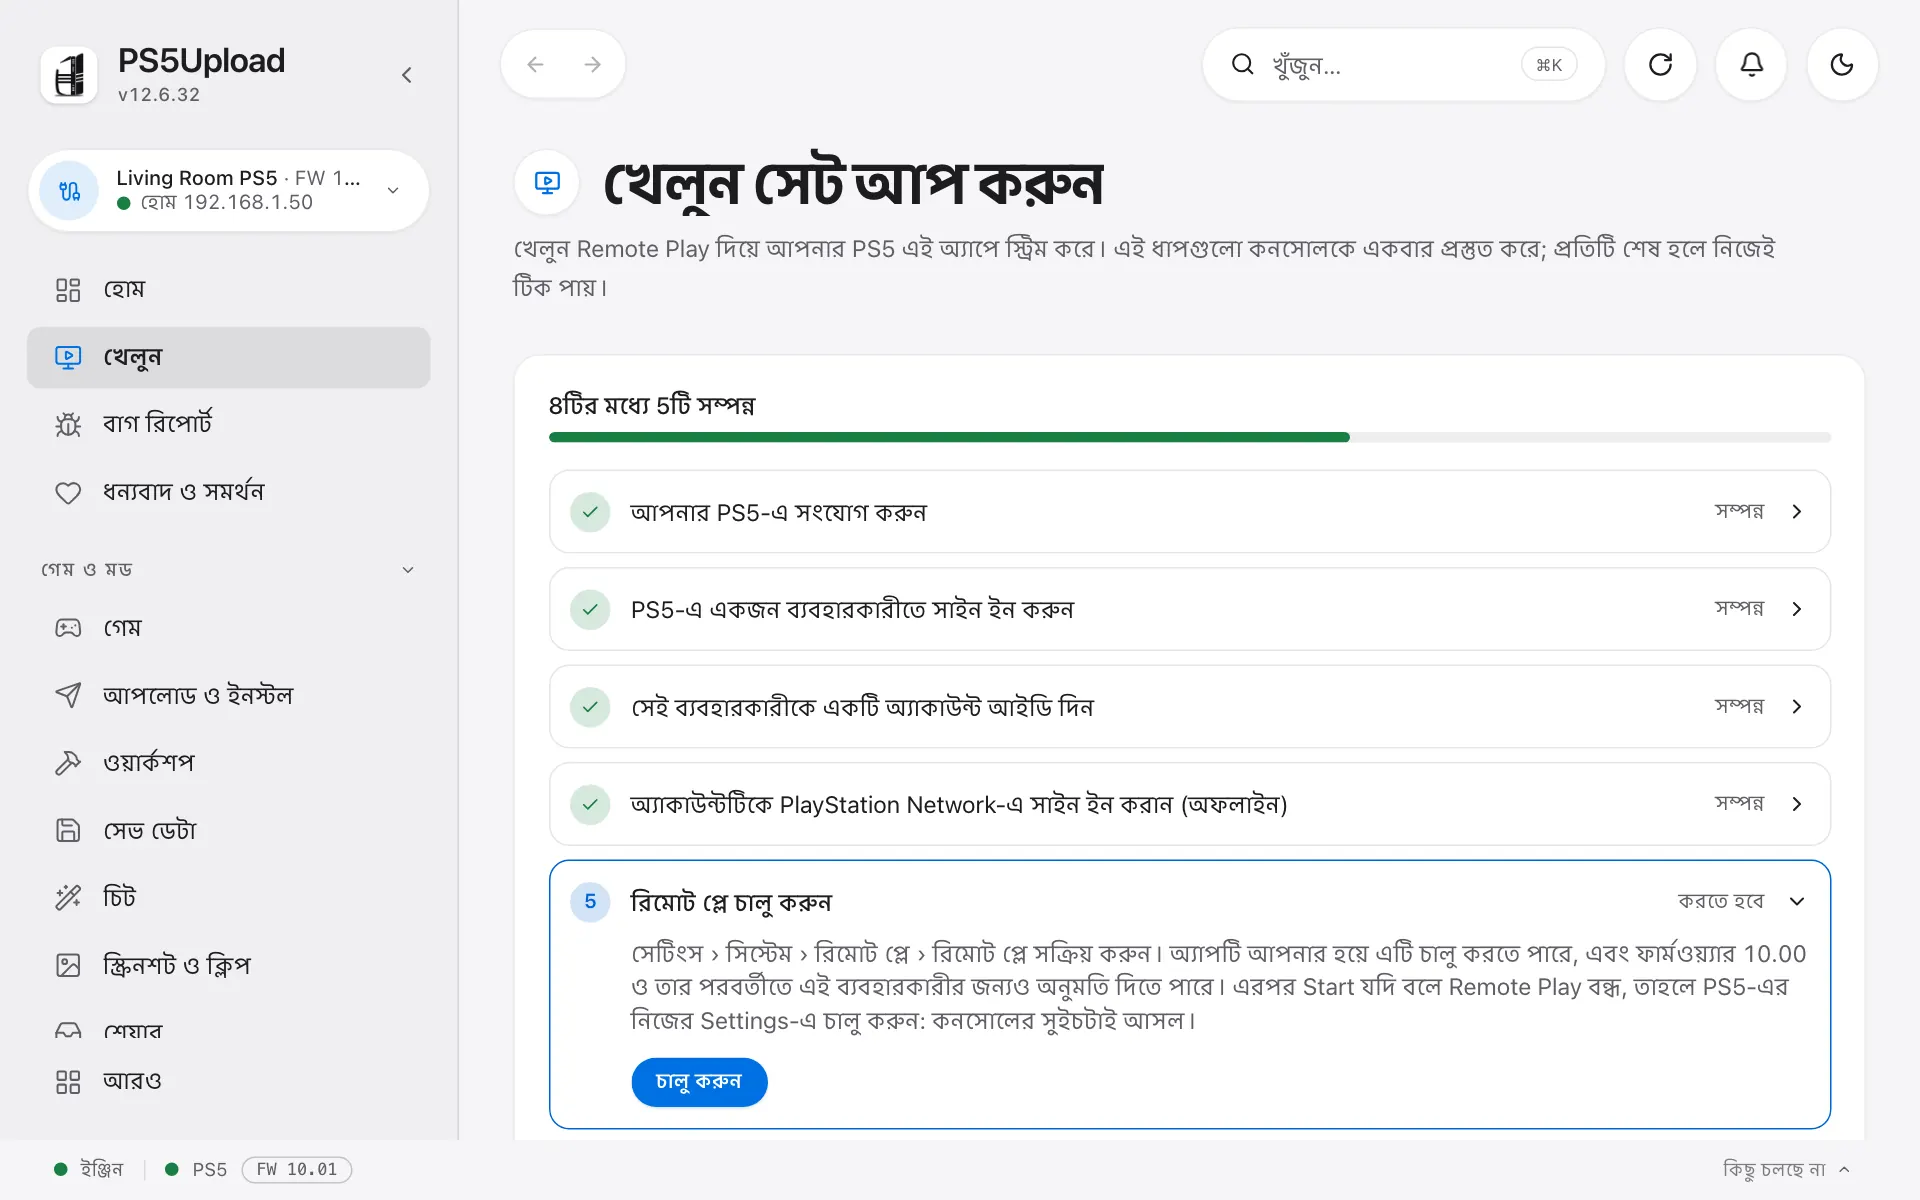 PS5Upload
v12.6.32
Living Room PS5 · FW 1...
হোম 192.168.1.50
হোম
খেলুন
বাগ রিপোর্ট
ধন্যবাদ ও সমর্থন
গেম ও মড
গেম
আপলোড ও ইনস্টল
ওয়ার্কশপ
সেভ ডেটা
চিট
স্ক্রিনশট ও ক্লিপ
শেয়ার
আরও
খুঁজুন...
⌘K
খেলুন সেট আপ করুন
খেলুন Remote Play দিয়ে আপনার PS5 এই অ্যাপে স্ট্রিম করে। এই ধাপগুলো কনসোলকে একবার প্রস্তুত করে; প্রতিটি শেষ হলে নিজেই
টিক পায়।
8টির মধ্যে 5টি সম্পন্ন
আপনার PS5-এ সংযোগ করুন
সম্পন্ন
PS5-এ একজন ব্যবহারকারীতে সাইন ইন করুন
সম্পন্ন
সেই ব্যবহারকারীকে একটি অ্যাকাউন্ট আইডি দিন
সম্পন্ন
অ্যাকাউন্টটিকে PlayStation Network-এ সাইন ইন করান (অফলাইন)
সম্পন্ন
5
রিমোট প্লে চালু করুন
করতে হবে
সেটিংস › সিস্টেম › রিমোট প্লে › রিমোট প্লে সক্রিয় করুন। অ্যাপটি আপনার হয়ে এটি চালু করতে পারে, এবং ফার্মওয়্যার 10.00
ও তার পরবর্তীতে এই ব্যবহারকারীর জন্যও অনুমতি দিতে পারে। এরপর Start যদি বলে Remote Play বন্ধ, তাহলে PS5-এর
নিজের Settings-এ চালু করুন: কনসোলের সুইচটাই আসল।
চালু করুন
ইঞ্জিন
PS5
FW 10.01
কিছু চলছে না